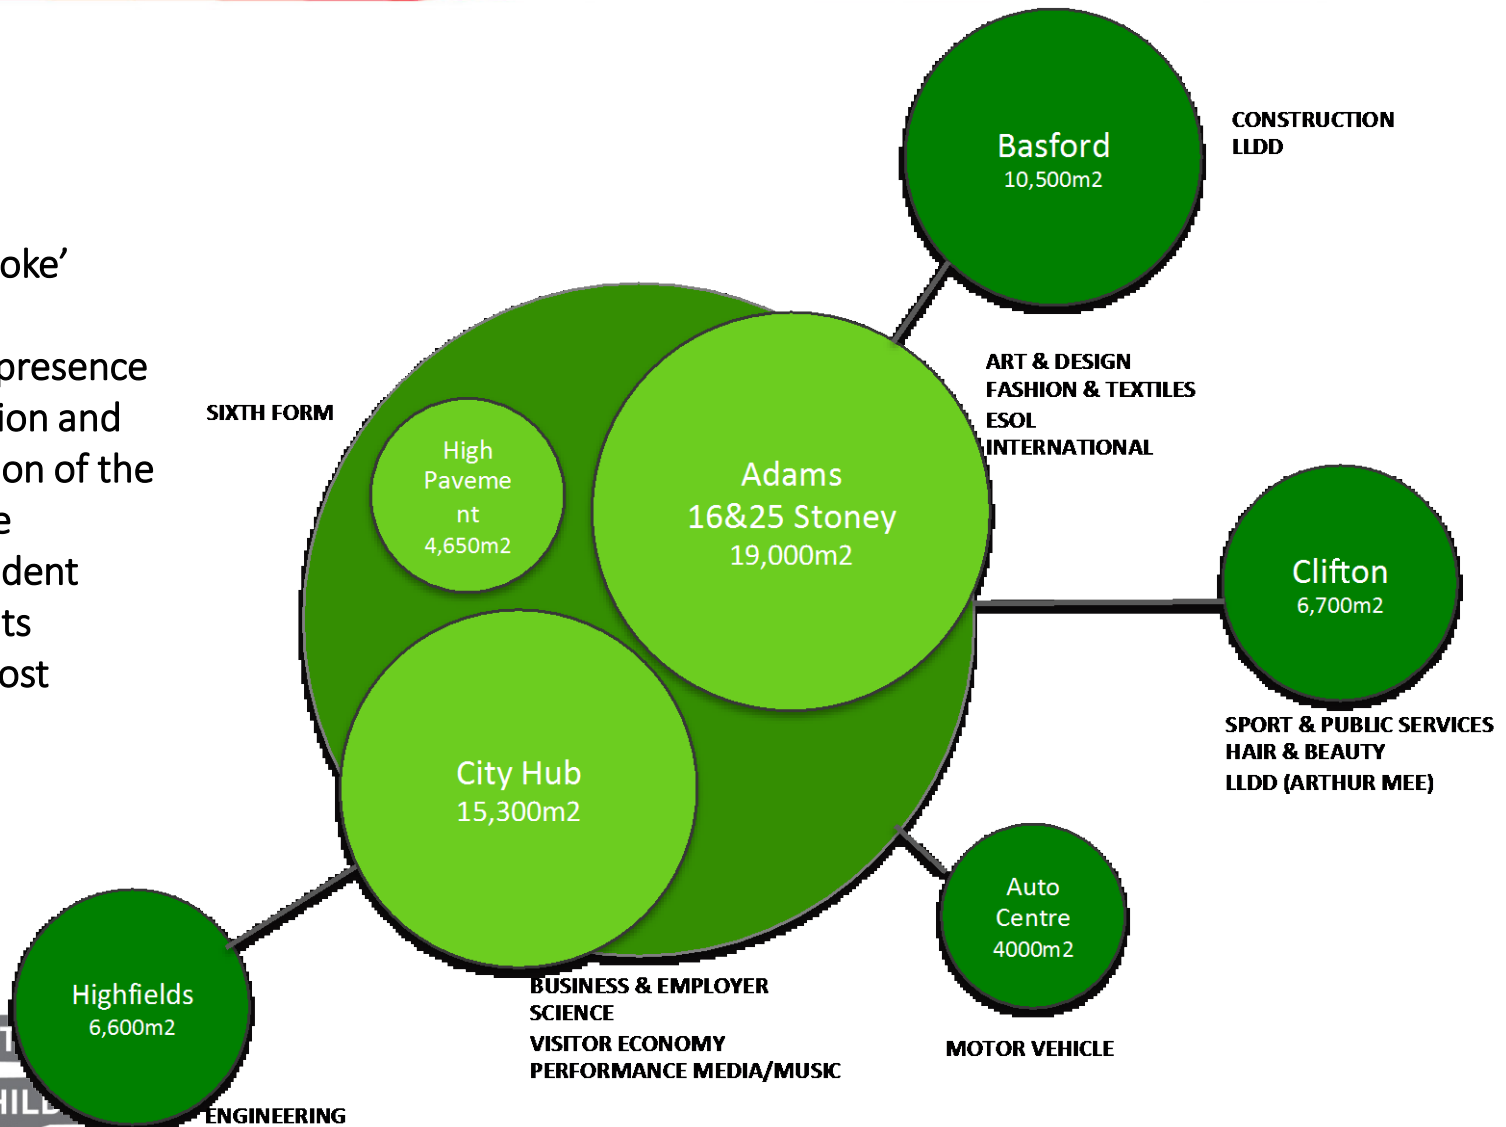 oke’
presence
ion and
ion of the
e
dent
ts
ost
Basford
10,500m2
CONSTRUCTION
LLDD
SIXTH FORM
High
Paveme
nt
4,650m2
Adams
16&25 Stoney
19,000m2
ART & DESIGN
FASHION & TEXTILES
ESOL
INTERNATIONAL
Clifton
6,700m2
SPORT & PUBLIC SERVICES
HAIR & BEAUTY
LLDD (ARTHUR MEE)
City Hub
15,300m2
BUSINESS & EMPLOYER
SCIENCE
VISITOR ECONOMY
PERFORMANCE MEDIA/MUSIC
Auto
Centre
4000m2
MOTOR VEHICLE
Highfields
6,600m2
ENGINEERING